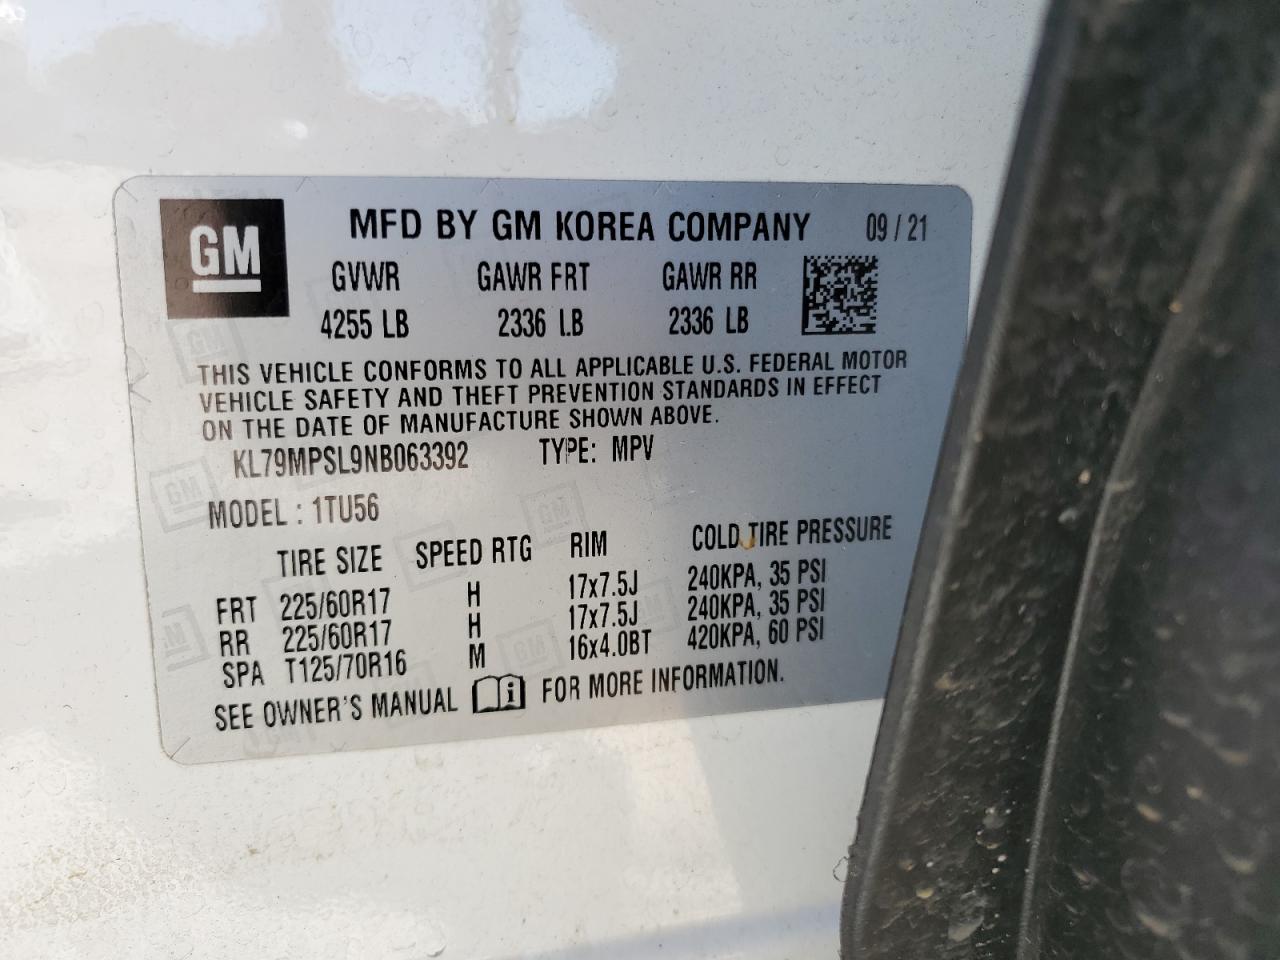 GM
MFD BY GM KOREA COMPANY 09 / 21
GVWR GAWR FRT GAWR RR
4255 LB 2336 LB 2336 LB
THIS VEHICLE CONFORMS TO ALL APPLICABLE U.S. FEDERAL MOTOR
VEHICLE SAFETY AND THEFT PREVENTION STANDARDS IN EFFECT
ON THE DATE OF MANUFACTURE SHOWN ABOVE.
KL79MPSL9NB063392 TYPE: MPV
MODEL : 1TU56
TIRE SIZE SPEED RTG RIM COLD TIRE PRESSURE
FRT 225/60R17 H 17x7.5J 240KPA, 35 PSI
RR 225/60R17 H 17x7.5J 240KPA, 35 PSI
SPA T125/70R16 M 16x4.0BT 420KPA, 60 PSI
SEE OWNER'S MANUAL i FOR MORE INFORMATION.